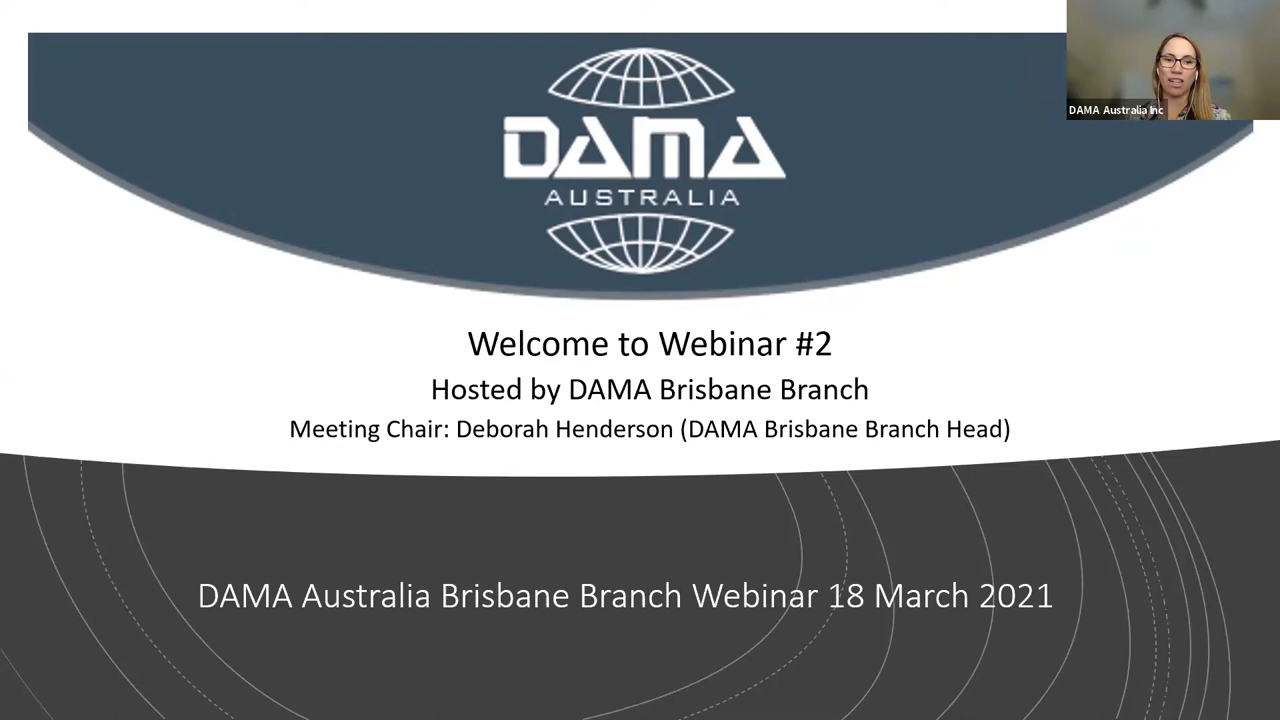 DAMA
AUSTRALIA
DAMA Australia Inc
Welcome to Webinar #2
Hosted by DAMA Brisbane Branch
Meeting Chair: Deborah Henderson (DAMA Brisbane Branch Head)
DAMA Australia Brisbane Branch Webinar 18 March 2021